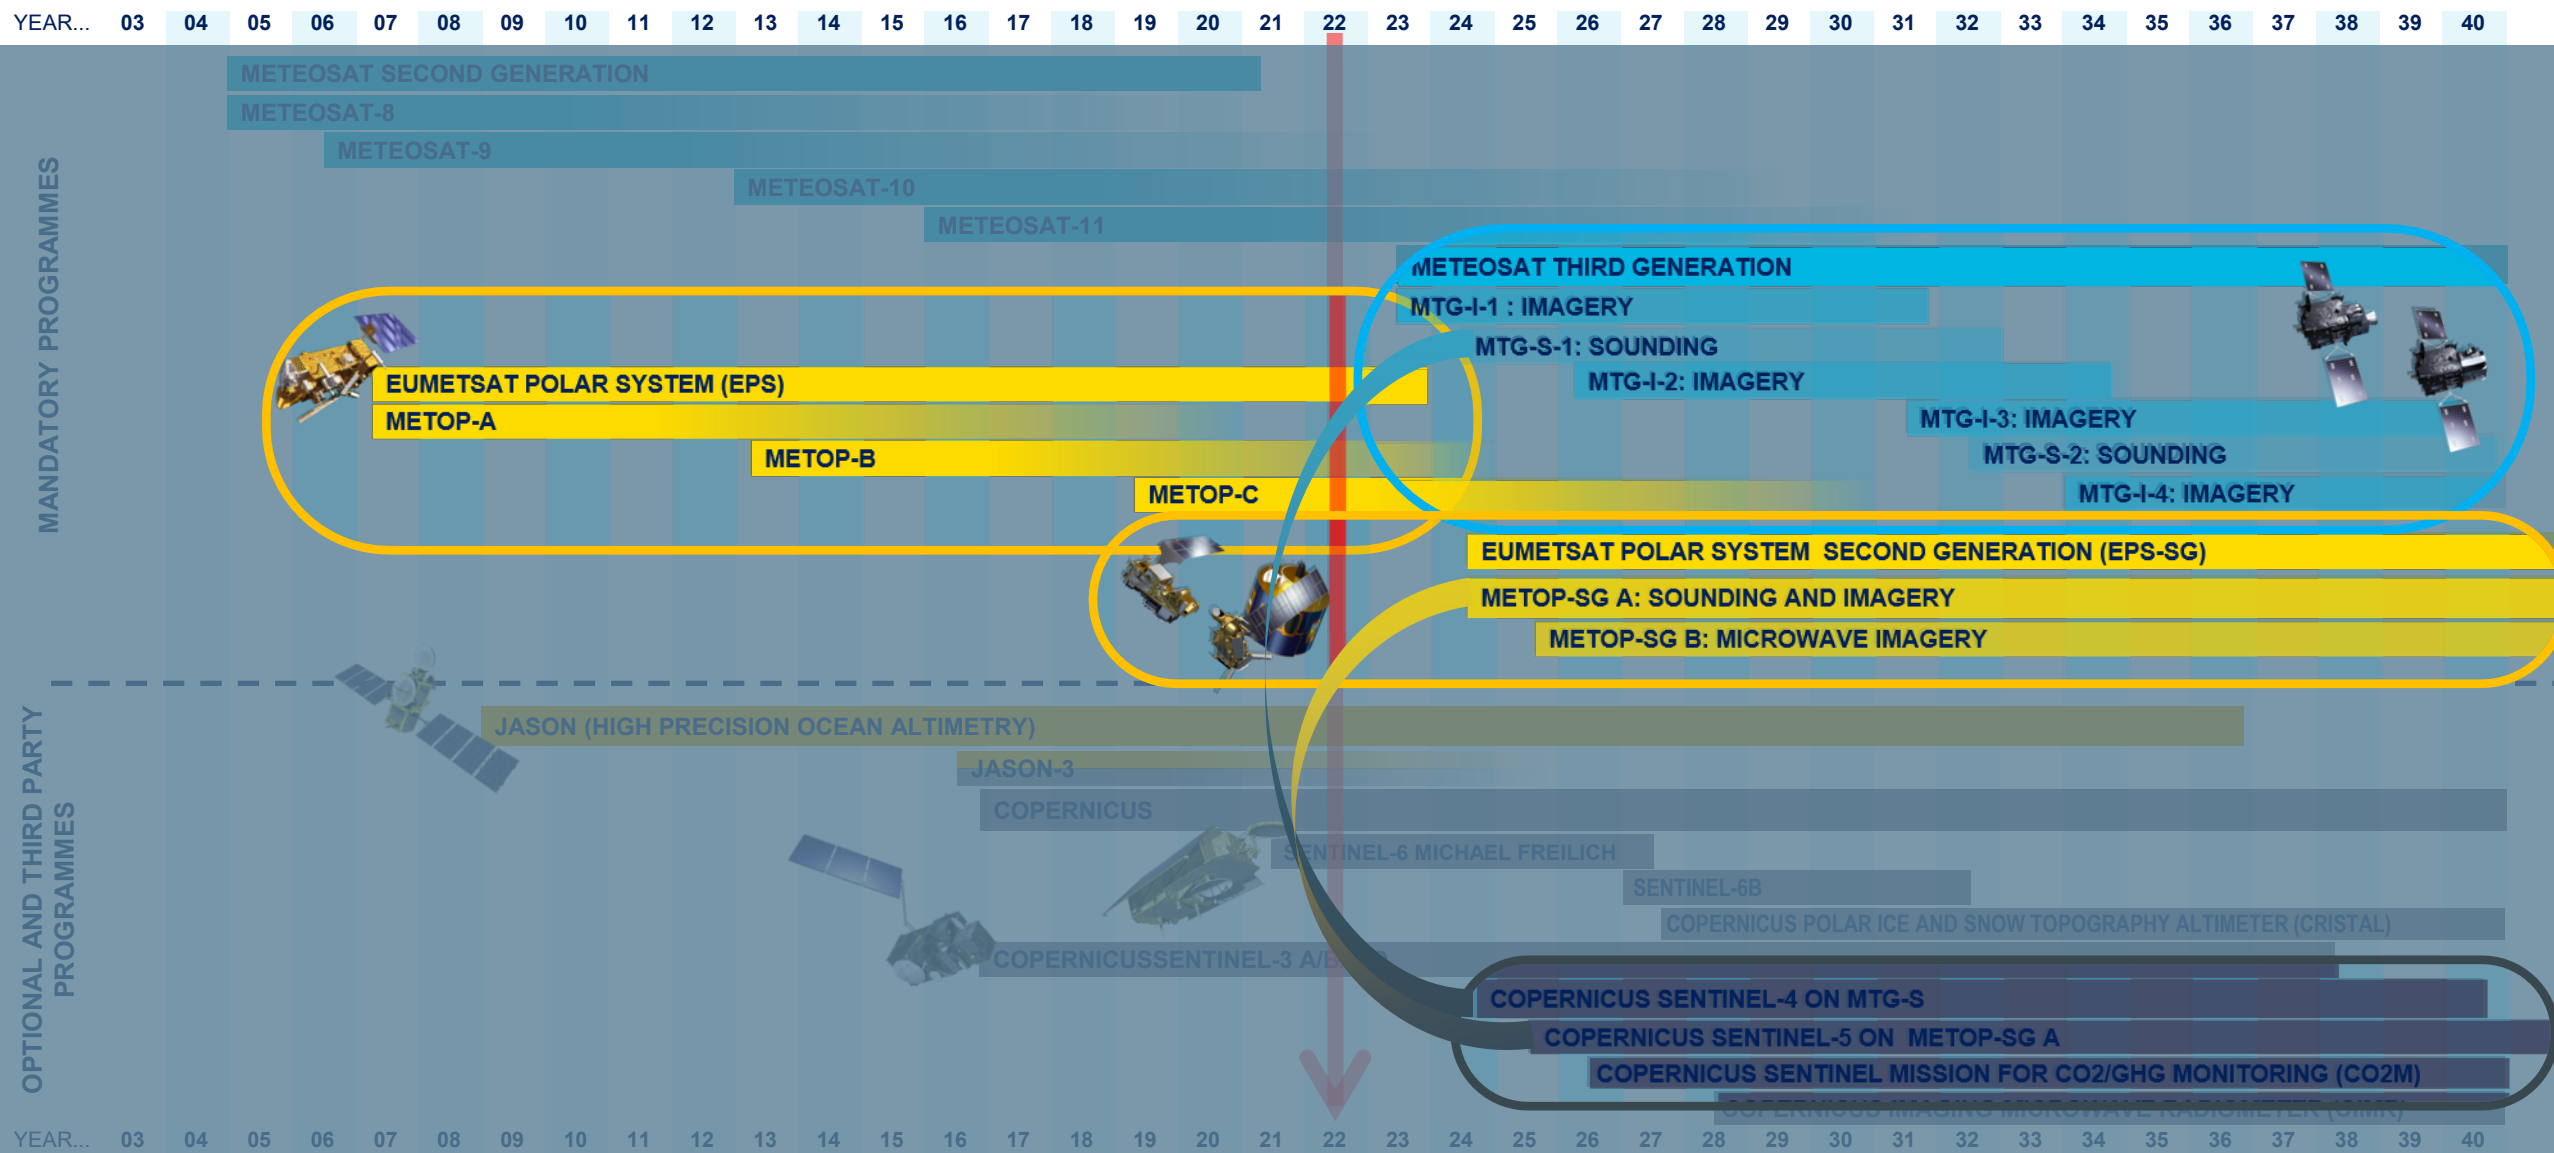 YEAR... 03 04 05 06 07 08 09 10 11 12 13 14 15 16 17 18 19 20 21 22 23 24 25 26 27 28 29 30 31 32 33 34 35 36 37 38 39 40
MANDATORY PROGRAMMES
METEOSAT SECOND GENERATION
METEOSAT-8
METEOSAT-9
METEOSAT-10
METEOSAT-11
METEOSAT THIRD GENERATION
MTG-I-1 : IMAGERY
MTG-S-1: SOUNDING
MTG-I-2: IMAGERY
MTG-I-3: IMAGERY
MTG-S-2: SOUNDING
MTG-I-4: IMAGERY
EUMETSAT POLAR SYSTEM (EPS)
METOP-A
METOP-B
METOP-C
EUMETSAT POLAR SYSTEM SECOND GENERATION (EPS-SG)
METOP-SG A: SOUNDING AND IMAGERY
METOP-SG B: MICROWAVE IMAGERY
OPTIONAL AND THIRD PARTY
PROGRAMMES
JASON (HIGH PRECISION OCEAN ALTIMETRY)
JASON-3
COPERNICUS
SENTINEL-6 MICHAEL FREILICH
SENTINEL-6B
COPERNICUS POLAR ICE AND SNOW TOPOGRAPHY ALTIMETER (CRISTAL)
COPERNICUSSENTINEL-3
COPERNICUS SENTINEL-4 ON MTG-S
COPERNICUS SENTINEL-5 ON METOP-SG A
COPERNICUS SENTINEL MISSION FOR CO2/GHG MONITORING (CO2M)
COPERNICUS IMAGING MICROWAVE RADIOMETER (CIMR)
YEAR... 03 04 05 06 07 08 09 10 11 12 13 14 15 16 17 18 19 20 21 22 23 24 25 26 27 28 29 30 31 32 33 34 35 36 37 38 39 40